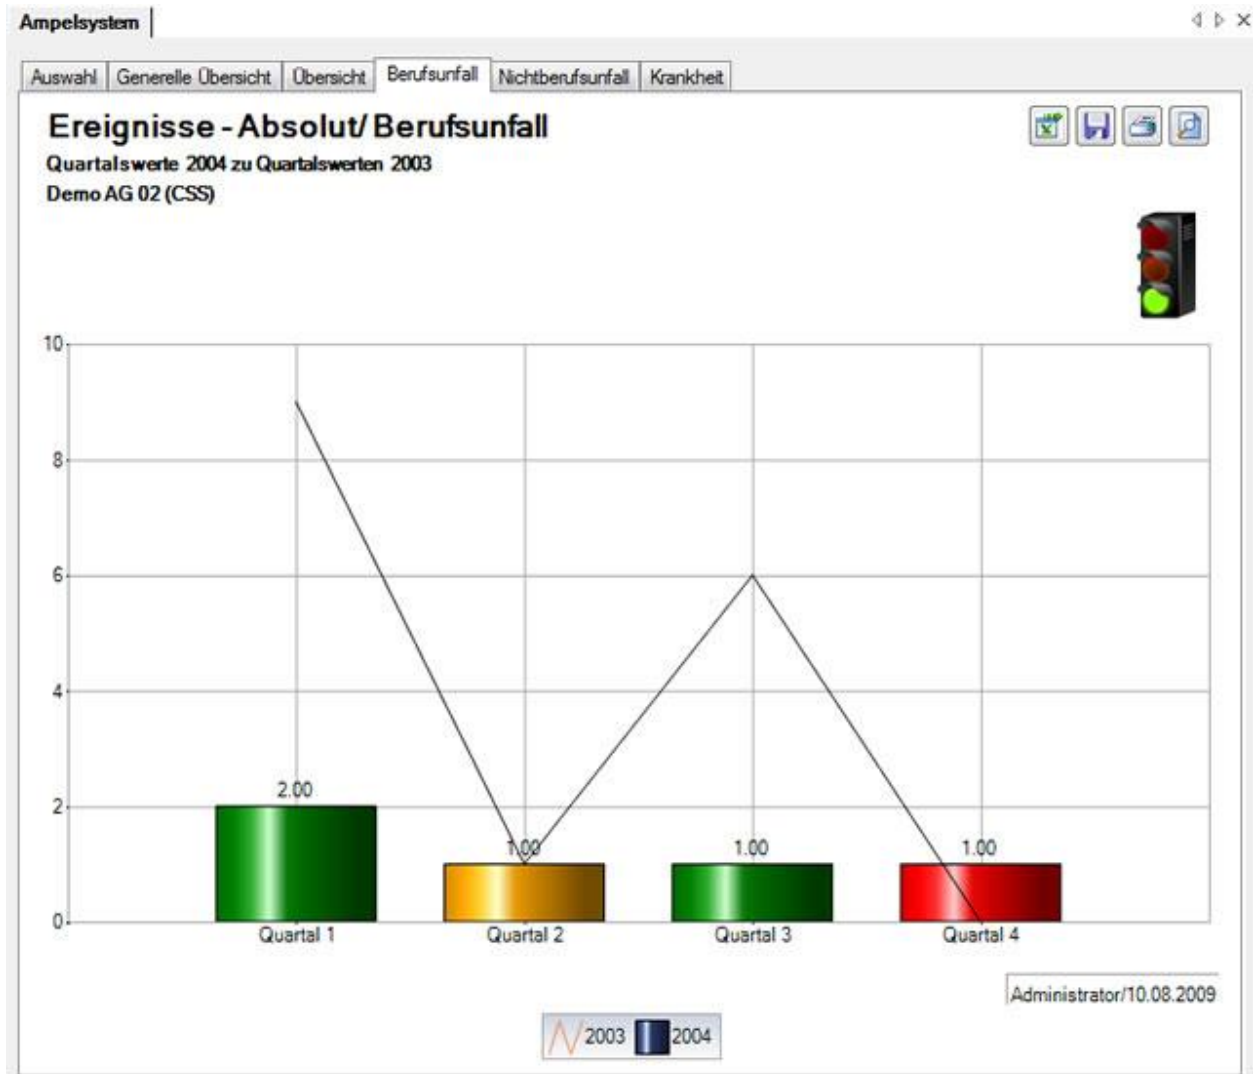 Ampelsystem
Auswahl Generelle Übersicht Übersicht Berufsunfall Nichtberufsunfall Krankheit
Ereignisse - Absolut/ Berufsunfall
Quartalswerte 2004 zu Quartalswerten 2003
Demo AG 02 (CSS)
10
8
6
4
2
0
2.00
1.00
1.00
1.00
Quartal 1 Quartal 2 Quartal 3 Quartal 4
Administrator/10.08.2009
2003 2004